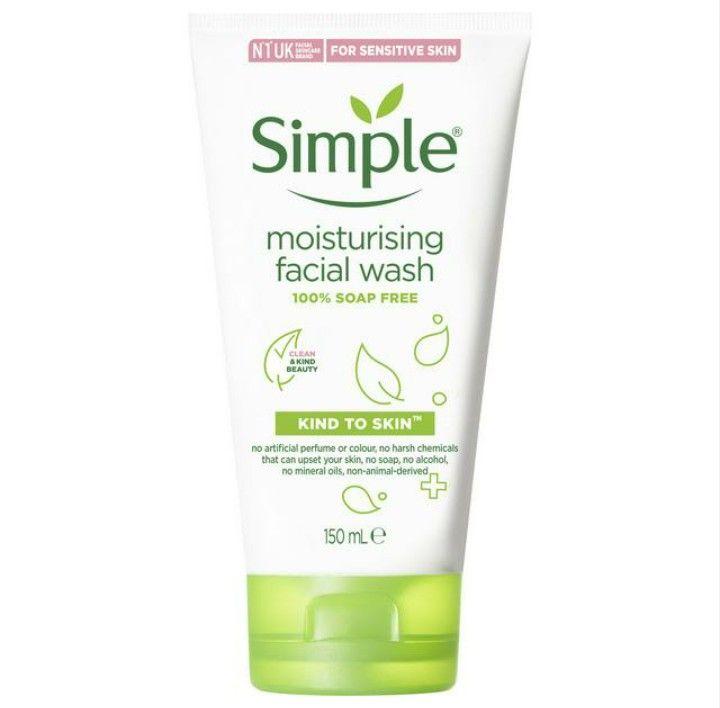 N°1 UK FACIAL SKINCARE BRAND FOR SENSITIVE SKIN
Simple®
moisturising
facial wash
100% SOAP FREE
CLEAN
& KIND
BEAUTY
KIND TO SKIN™
no artificial perfume or colour, no harsh chemicals
that can upset your skin, no soap, no alcohol,
no mineral oils, non-animal-derived
150 mL ℮